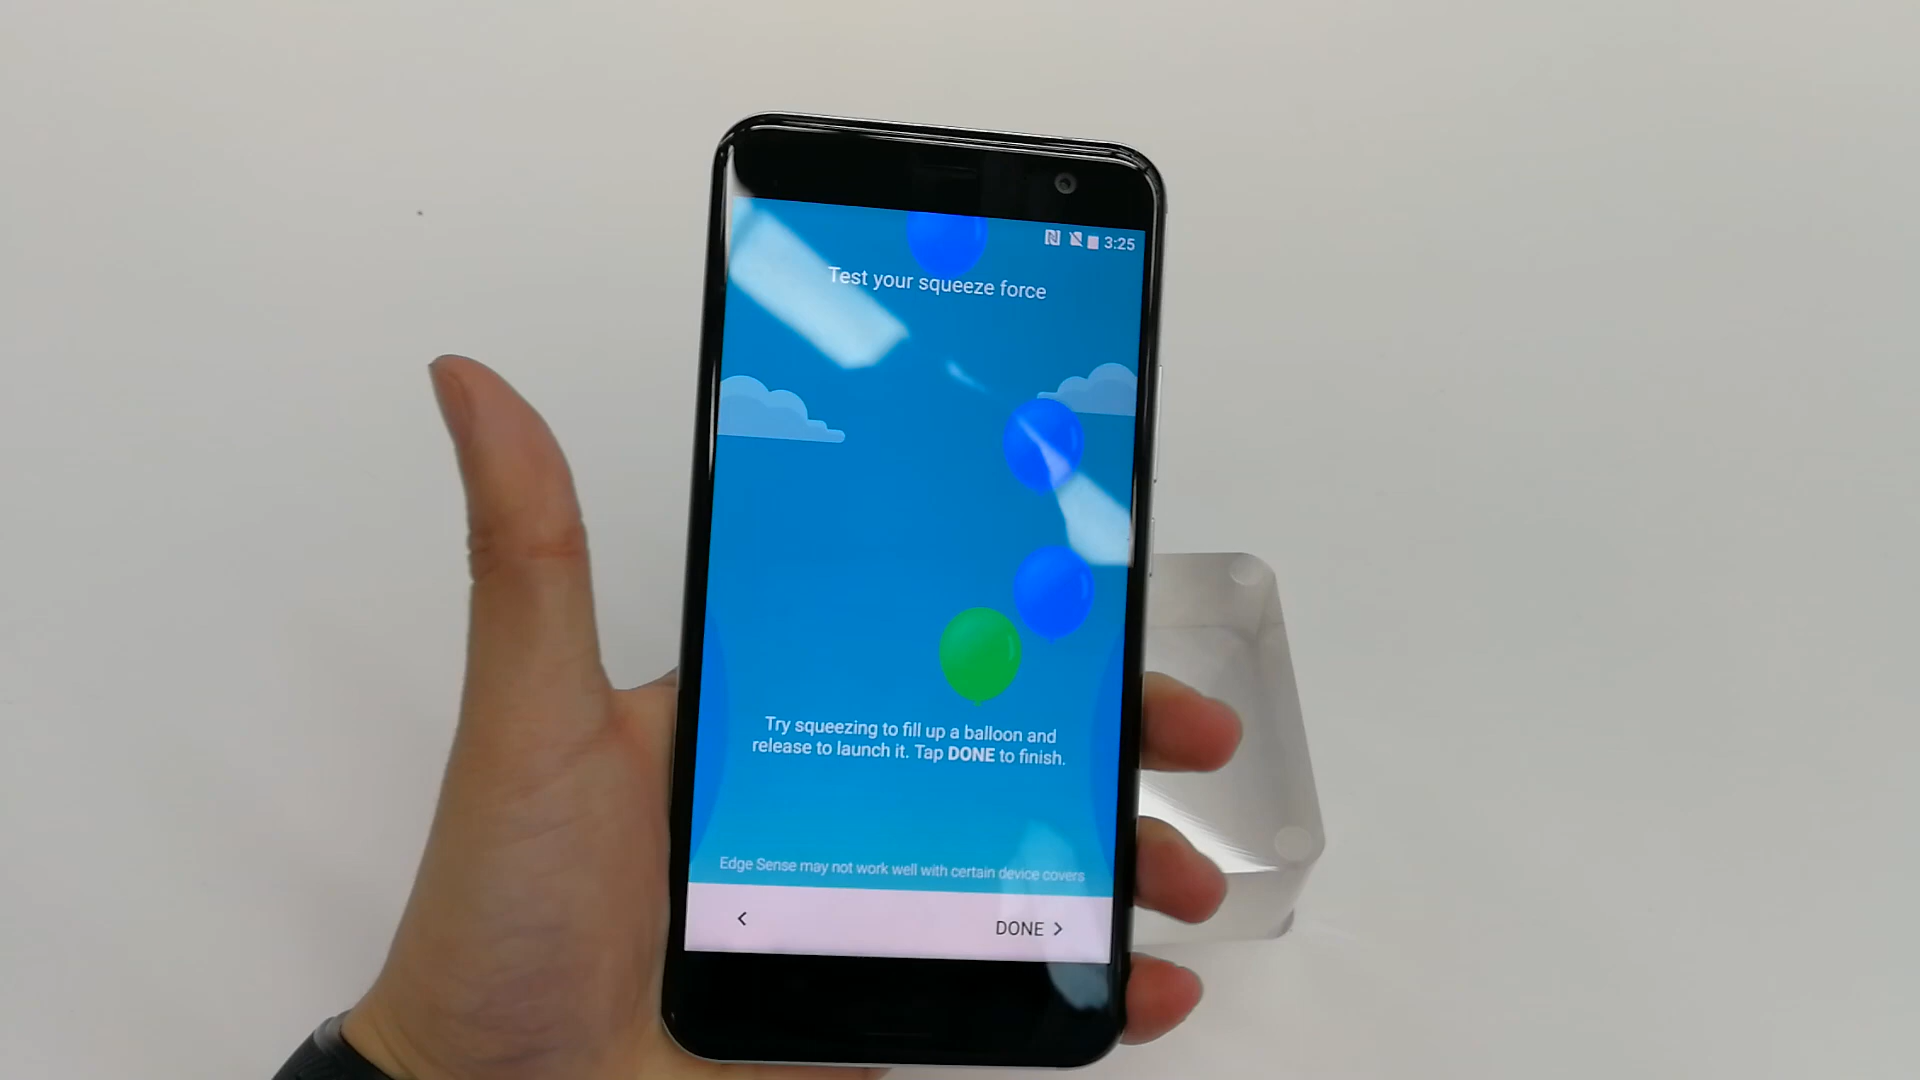 3:25
Test your squeeze force
Try squeezing to fill up a balloon and
release to launch it. Tap DONE to finish.
Edge Sense may not work well with certain device covers
DONE